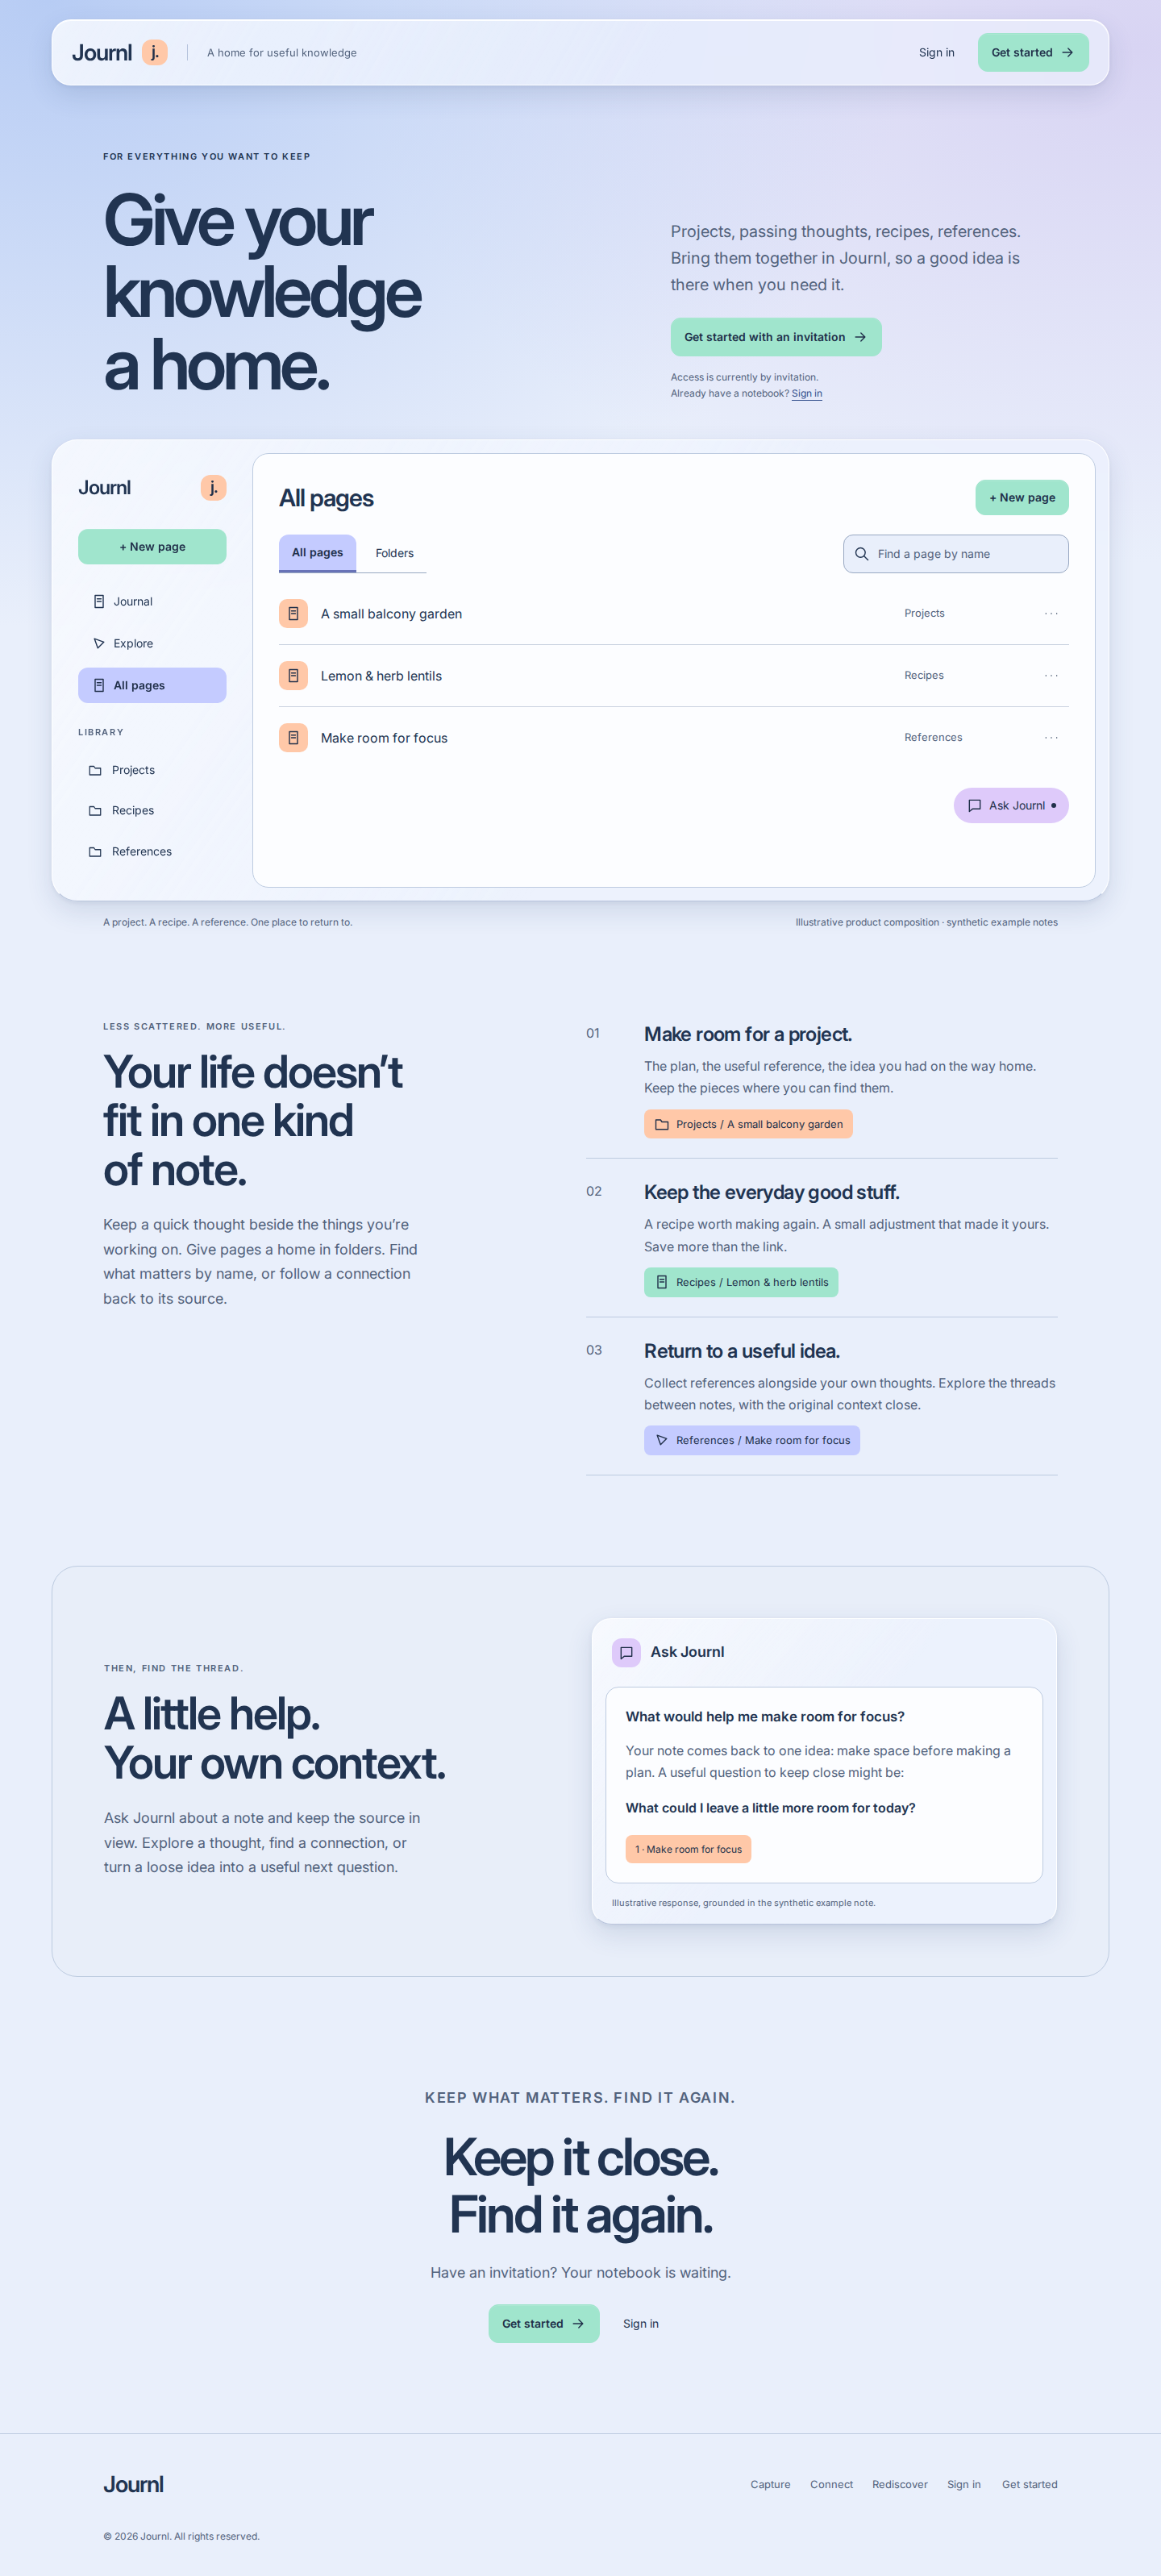 Journl j. A home for useful knowledge Sign in Get started
FOR EVERYTHING YOU WANT TO KEEP
Give your
knowledge
a home.
Projects, passing thoughts, recipes, references.
Bring them together in Journl, so a good idea is
there when you need it.
Get started with an invitation
Access is currently by invitation.
Already have a notebook? Sign in
Journl j.
+ New page
Journal
Explore
All pages
LIBRARY
Projects
Recipes
References
All pages + New page
All pages Folders Find a page by name
A small balcony garden Projects ...
Lemon & herb lentils Recipes ...
Make room for focus References ...
Ask Journl
A project. A recipe. A reference. One place to return to.
Illustrative product composition · synthetic example notes
LESS SCATTERED. MORE USEFUL.
Your life doesn’t
fit in one kind
of note.
Keep a quick thought beside the things you’re
working on. Give pages a home in folders. Find
what matters by name, or follow a connection
back to its source.
01 Make room for a project.
The plan, the useful reference, the idea you had on the way home.
Keep the pieces where you can find them.
Projects / A small balcony garden
02 Keep the everyday good stuff.
A recipe worth making again. A small adjustment that made it yours.
Save more than the link.
Recipes / Lemon & herb lentils
03 Return to a useful idea.
Collect references alongside your own thoughts. Explore the threads
between notes, with the original context close.
References / Make room for focus
THEN, FIND THE THREAD.
A little help.
Your own context.
Ask Journl about a note and keep the source in
view. Explore a thought, find a connection, or
turn a loose idea into a useful next question.
Ask Journl
What would help me make room for focus?
Your note comes back to one idea: make space before making a
plan. A useful question to keep close might be:
What could I leave a little more room for today?
1 · Make room for focus
Illustrative response, grounded in the synthetic example note.
KEEP WHAT MATTERS. FIND IT AGAIN.
Keep it close.
Find it again.
Have an invitation? Your notebook is waiting.
Get started Sign in
Journl Capture Connect Rediscover Sign in Get started
© 2026 Journl. All rights reserved.